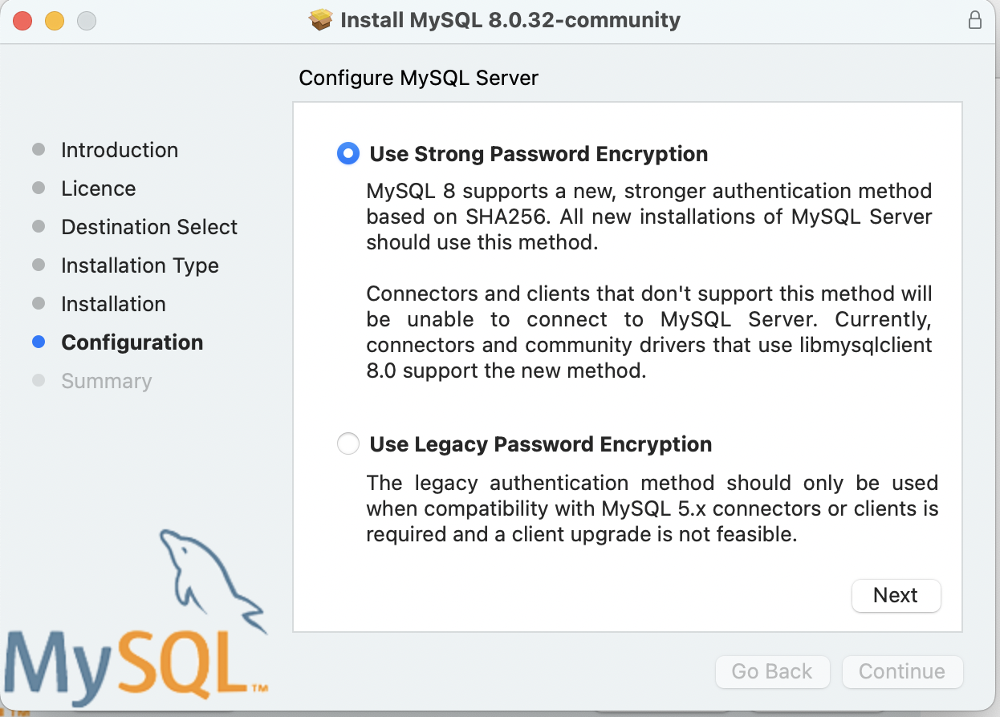 Install MySQL 8.0.32-community
Configure MySQL Server
Introduction
Licence
Destination Select
Installation Type
Installation
Configuration
Summary
Use Strong Password Encryption
MySQL 8 supports a new, stronger authentication method
based on SHA256. All new installations of MySQL Server
should use this method.
Connectors and clients that don't support this method will
be unable to connect to MySQL Server. Currently,
connectors and community drivers that use libmysqlclient
8.0 support the new method.
Use Legacy Password Encryption
The legacy authentication method should only be used
when compatibility with MySQL 5.x connectors or clients is
required and a client upgrade is not feasible.
Next
MySQL™
Go Back
Continue